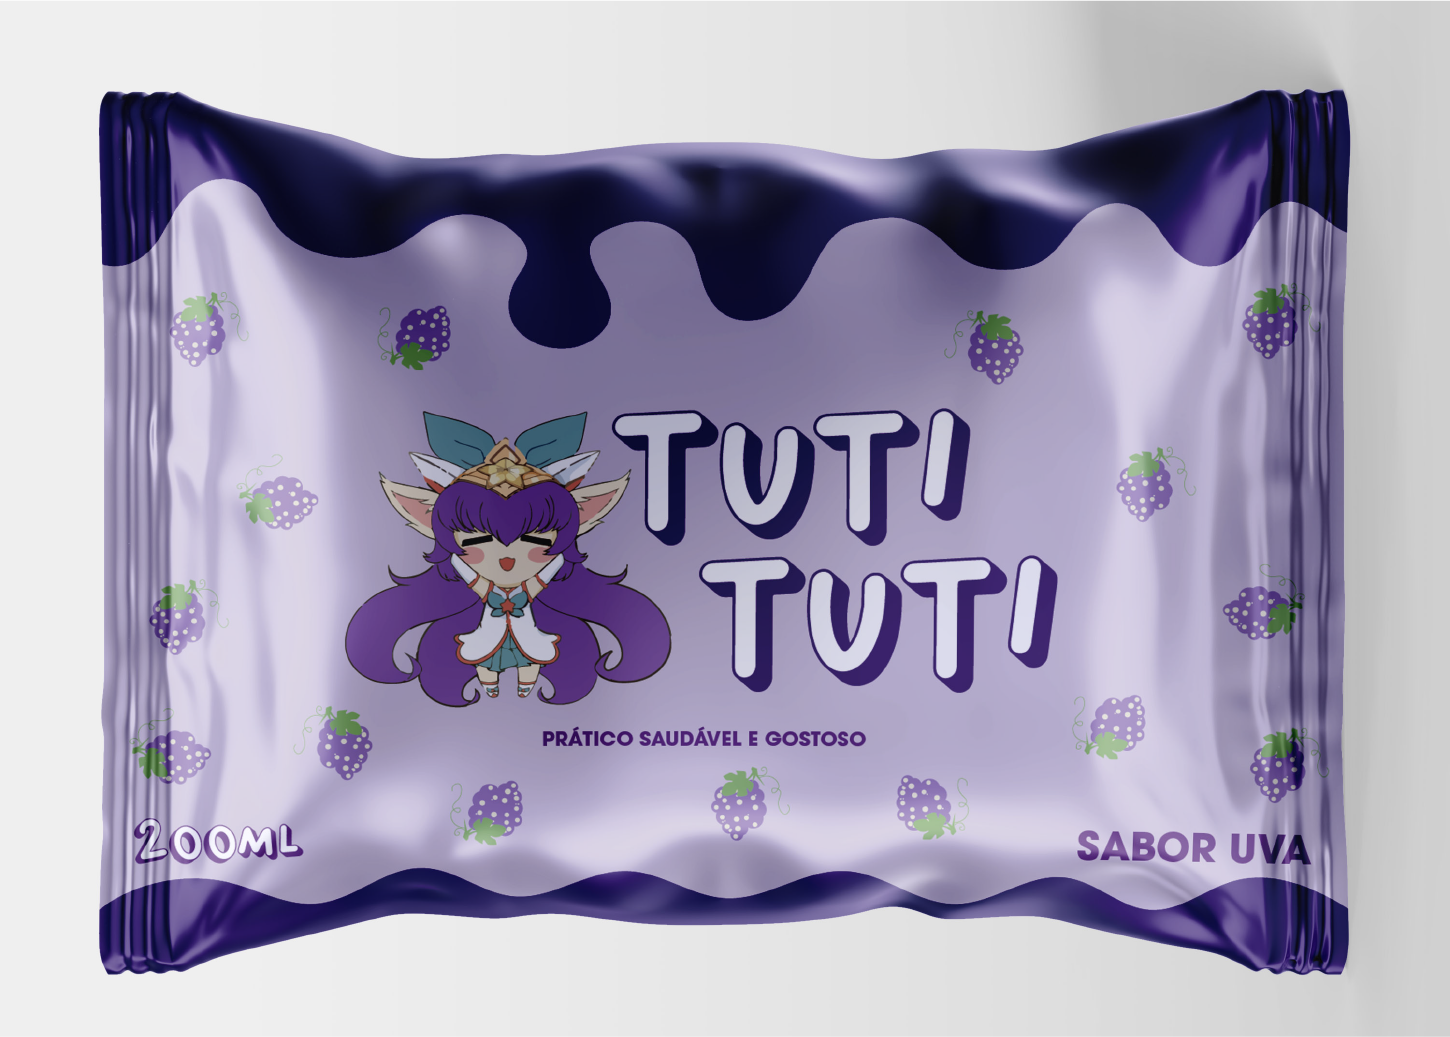 TUTI
TUTI
PRÁTICO SAUDÁVEL E GOSTOSO
200ML
SABOR UVA